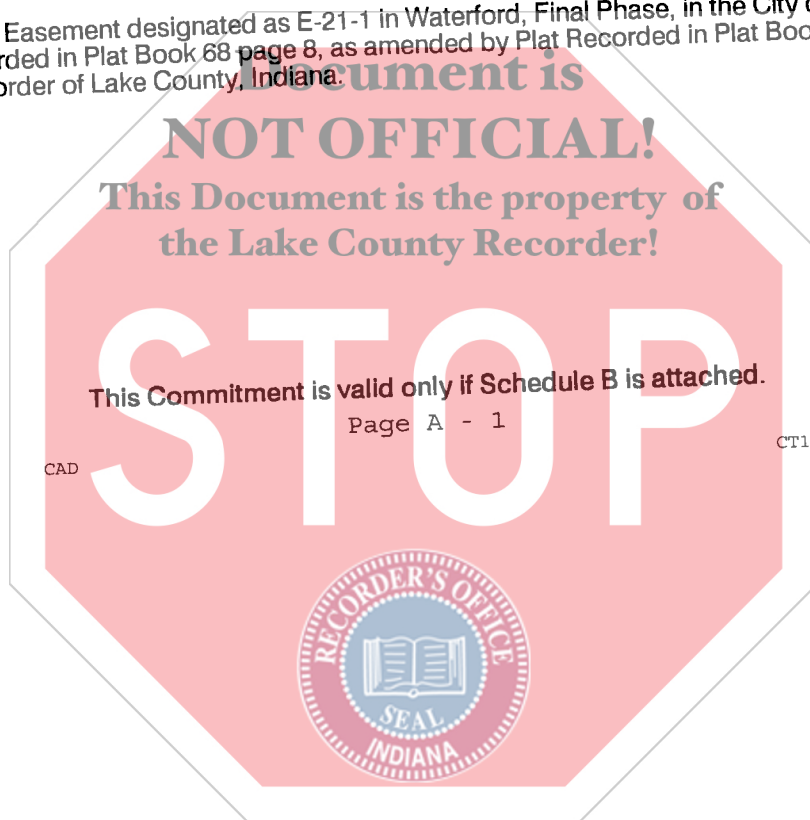 Easement designated as E-21-1 in Waterford, Final Phase, in the City
rded in Plat Book 68 page 8, as amended by Plat Recorded in Plat Boo
order of Lake County, Indiana.
Document is
NOT OFFICIAL!
This Document is the property of
the Lake County Recorder!
STOP
This Commitment is valid only if Schedule B is attached.
Page A - 1
CAD
CT1
RECORDER'S OFFICE
SEAL
INDIANA